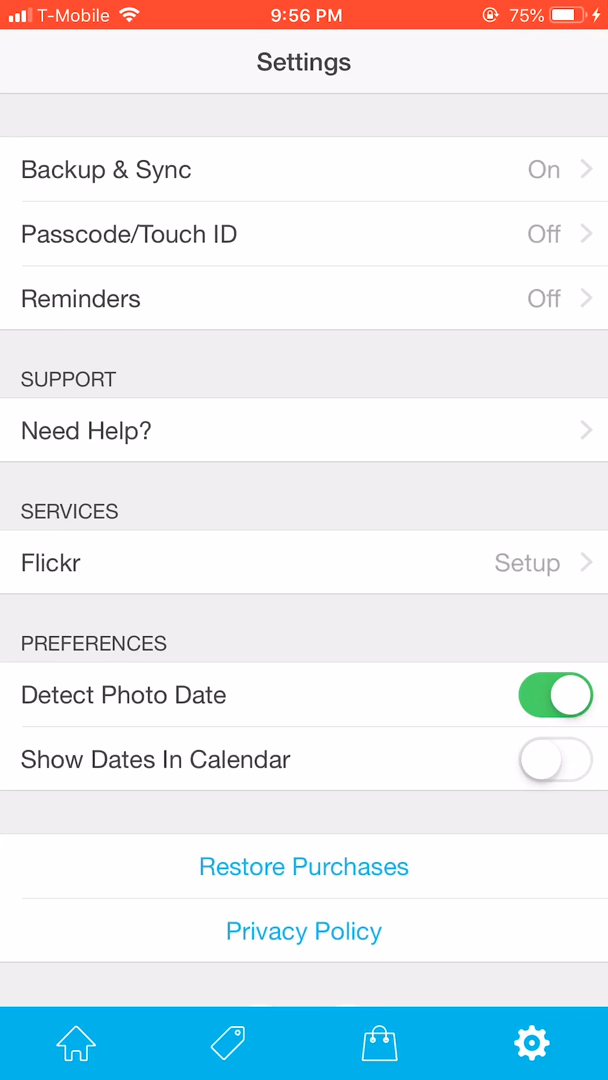 T-Mobile 9:56 PM 75%
Settings
Backup & Sync On
Passcode/Touch ID Off
Reminders Off
SUPPORT
Need Help?
SERVICES
Flickr Setup
PREFERENCES
Detect Photo Date
Show Dates In Calendar
Restore Purchases
Privacy Policy